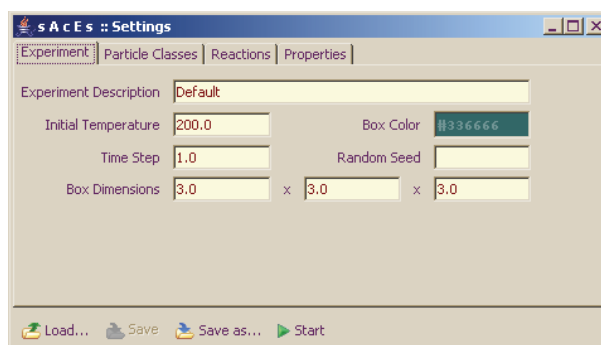 s A c E s :: Settings
Experiment Particle Classes Reactions Properties
Experiment Description Default
Initial Temperature 200.0 Box Color #336666
Time Step 1.0 Random Seed
Box Dimensions 3.0 x 3.0 x 3.0
Load... Save Save as... Start